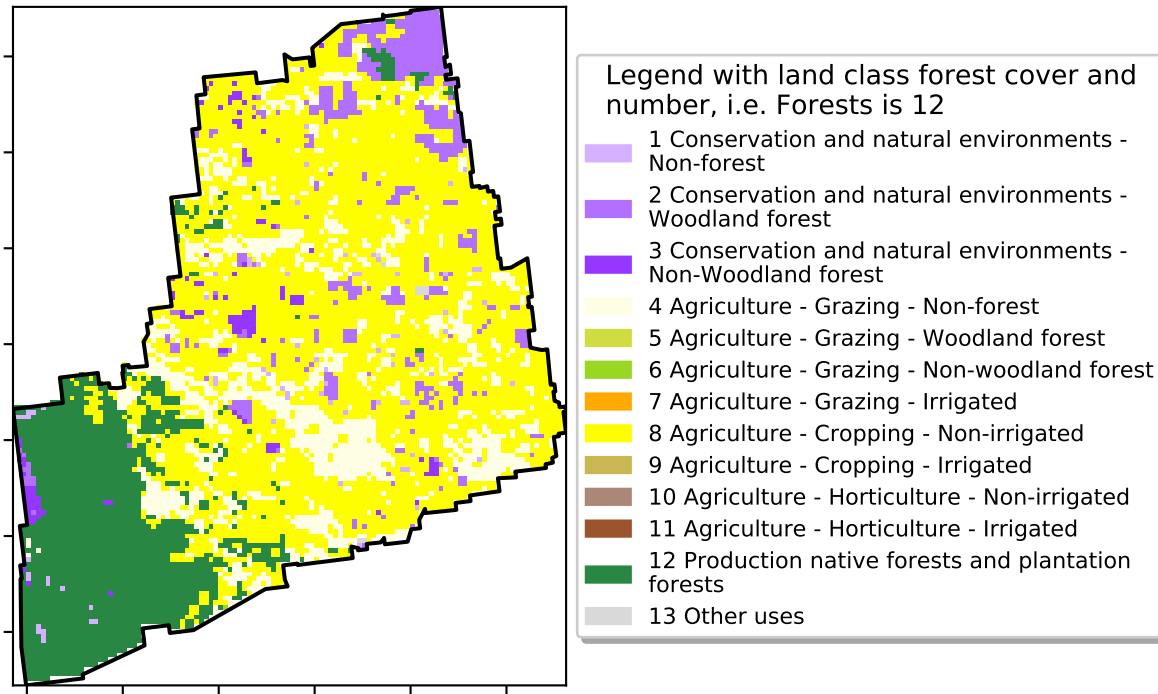 Legend with land class forest cover and
number, i.e. Forests is 12
1 Conservation and natural environments -
Non-forest
2 Conservation and natural environments -
Woodland forest
3 Conservation and natural environments -
Non-Woodland forest
4 Agriculture - Grazing - Non-forest
5 Agriculture - Grazing - Woodland forest
6 Agriculture - Grazing - Non-woodland forest
7 Agriculture - Grazing - Irrigated
8 Agriculture - Cropping - Non-irrigated
9 Agriculture - Cropping - Irrigated
10 Agriculture - Horticulture - Non-irrigated
11 Agriculture - Horticulture - Irrigated
12 Production native forests and plantation
forests
13 Other uses